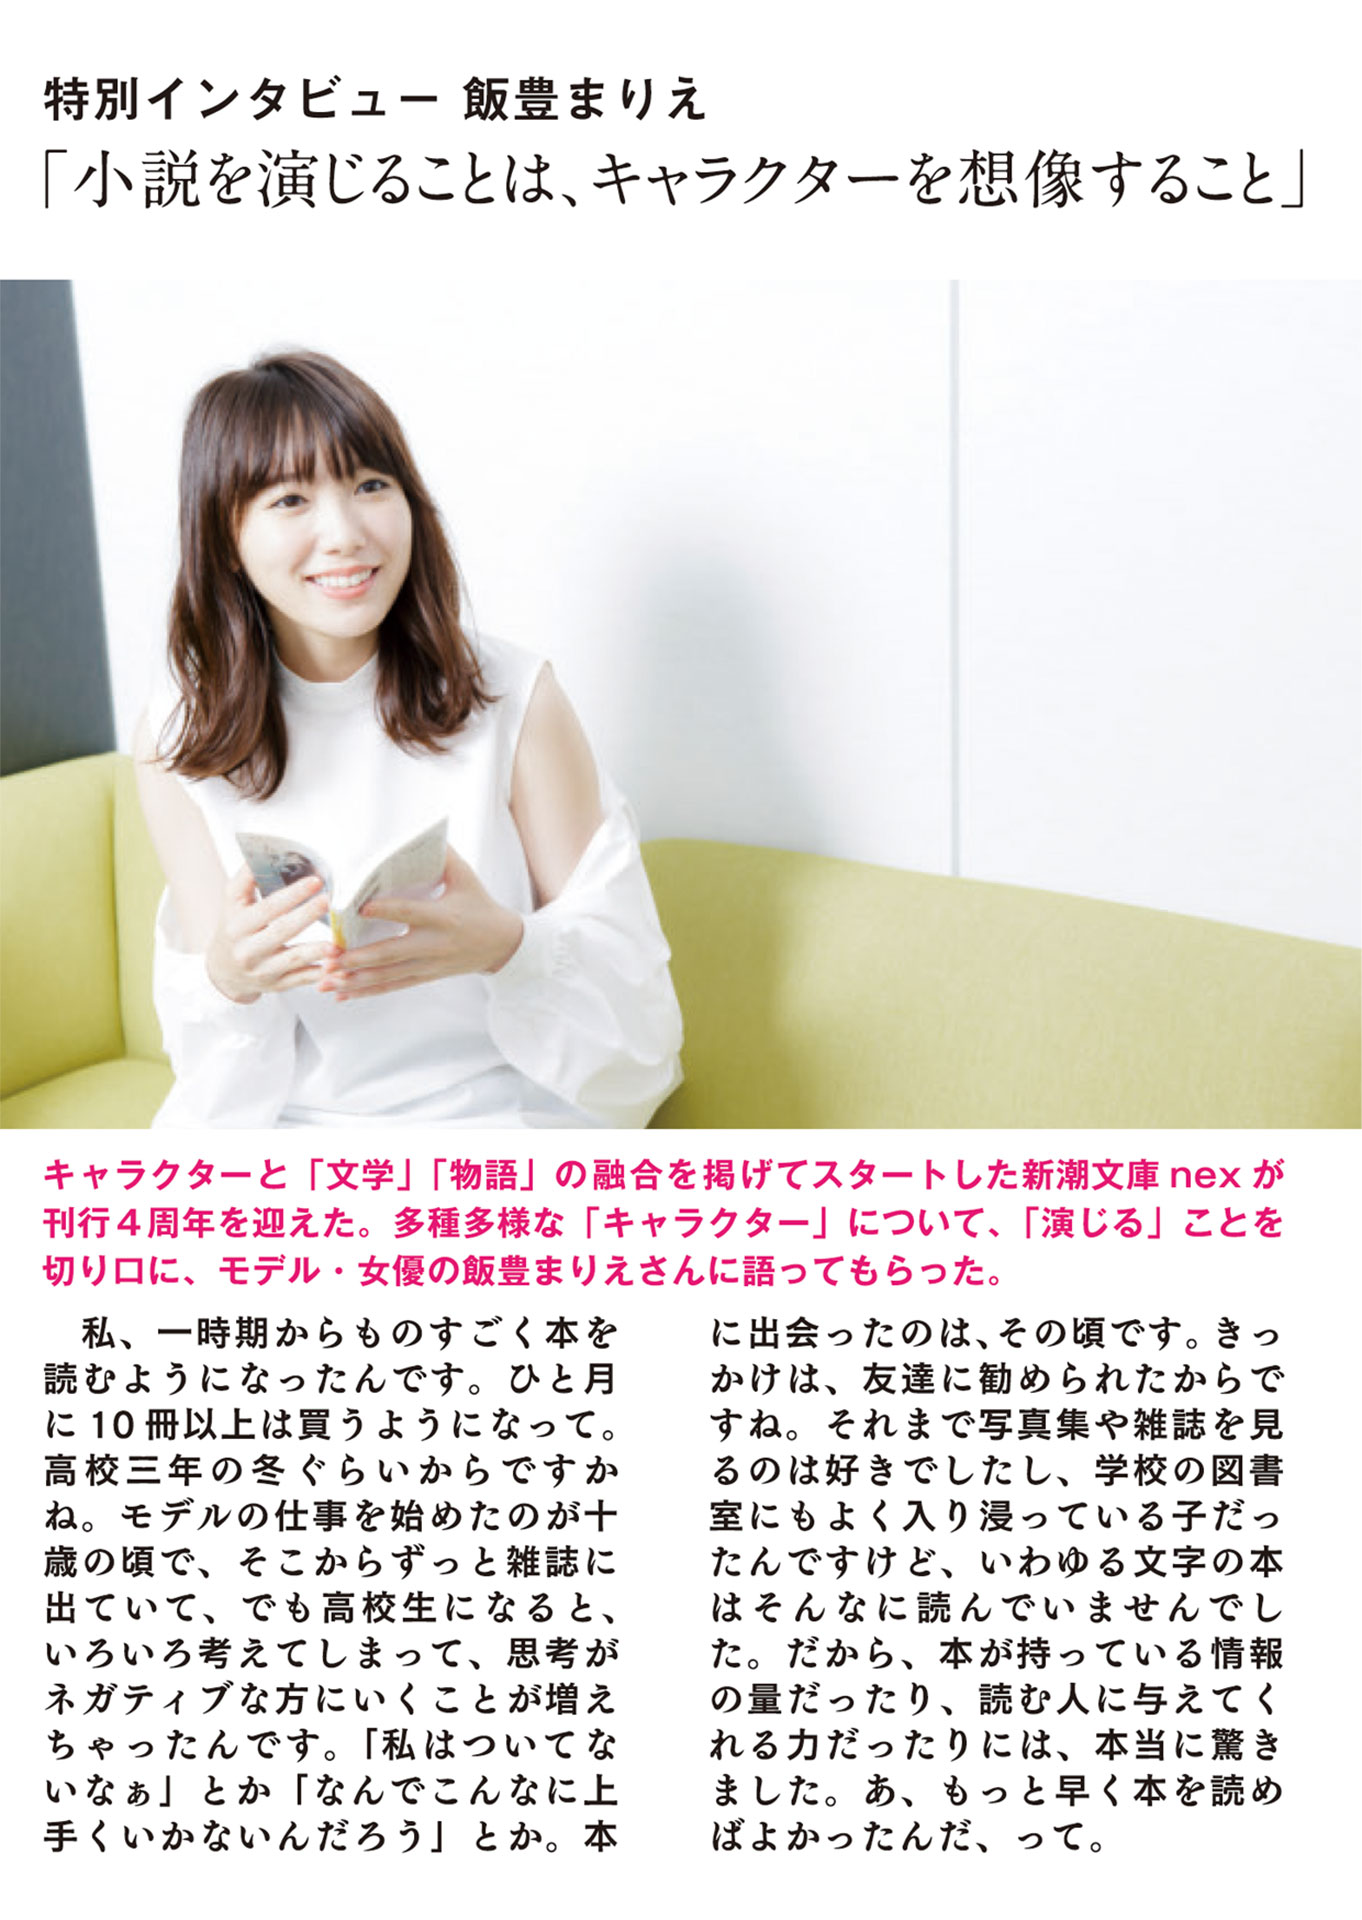 特別インタビュー 飯豊まりえ
「小説を演じることは、キャラクターを想像すること」
キャラクターと「文学」「物語」の融合を掲げてスタートした新潮文庫 nex が
刊行４周年を迎えた。多種多様な「キャラクター」について、「演じる」ことを
切り口に、モデル・女優の飯豊まりえさんに語ってもらった。
私、一時期からものすごく本を
読むようになったんです。ひと月
に 10 冊以上は買うようになって。
高校三年の冬ぐらいからですか
ね。モデルの仕事を始めたのが十
歳の頃で、そこからずっと雑誌に
出ていて、でも高校生になると、
いろいろ考えてしまって、思考が
ネガティブな方にいくことが増え
ちゃったんです。「私はついてな
いなぁ」とか「なんでこんなに上
手くいかないんだろう」とか。本
に出会ったのは、その頃です。きっ
かけは、友達に勧められたからで
すね。それまで写真集や雑誌を見
るのは好きでしたし、学校の図書
室にもよく入り浸っている子だっ
たんですけど、いわゆる文字の本
はそんなに読んでいませんでし
た。だから、本が持っている情報
の量だったり、読む人に与えてく
れる力だったりには、本当に驚き
ました。あ、もっと早く本を読め
ばよかったんだ、って。